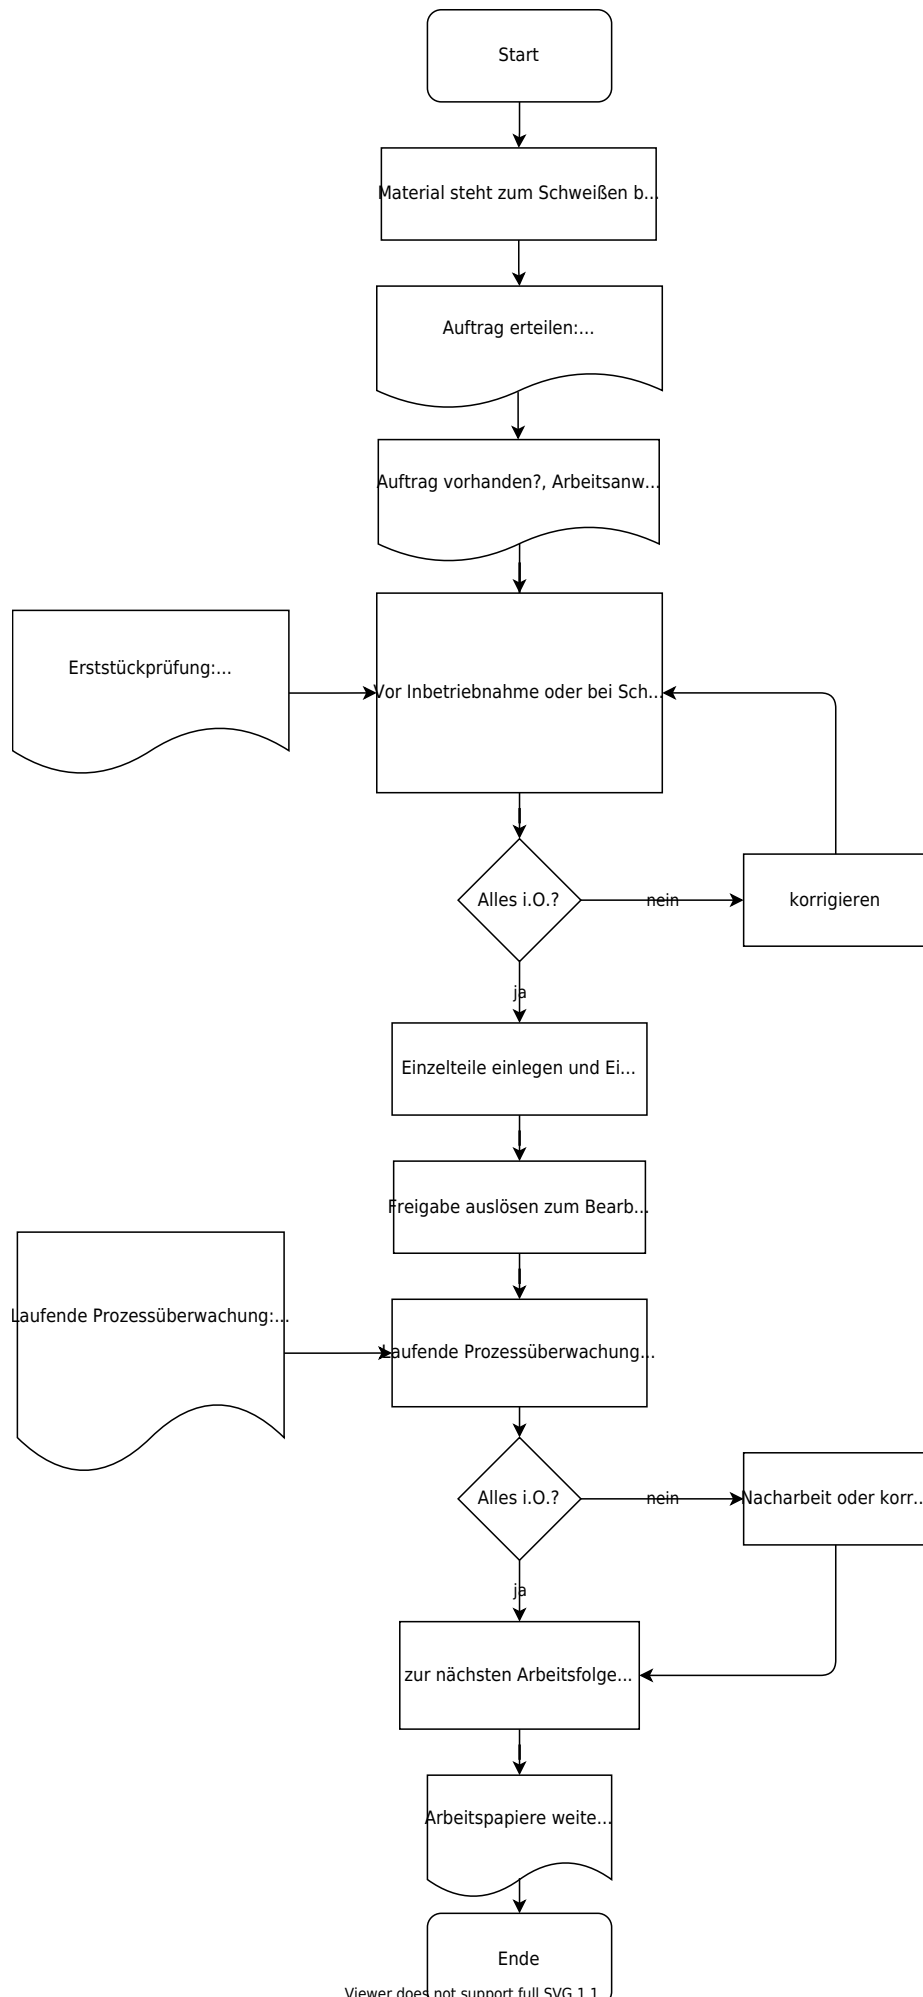 Start
Material steht zum Schweißen b...
Auftrag erteilen:...
Auftrag vorhanden?, Arbeitsanw...
Erststückprüfung:...
Vor Inbetriebnahme oder bei Sch...
Alles i.O.?
nein
korrigieren
ja
Einzelteile einlegen und Ei...
Freigabe auslösen zum Bearb...
Laufende Prozessüberwachung:...
Laufende Prozessüberwachung...
Alles i.O.?
nein
Nacharbeit oder korr...
ja
zur nächsten Arbeitsfolge...
Arbeitspapiere weite...
Ende
Viewer does not support full SVG 1.1